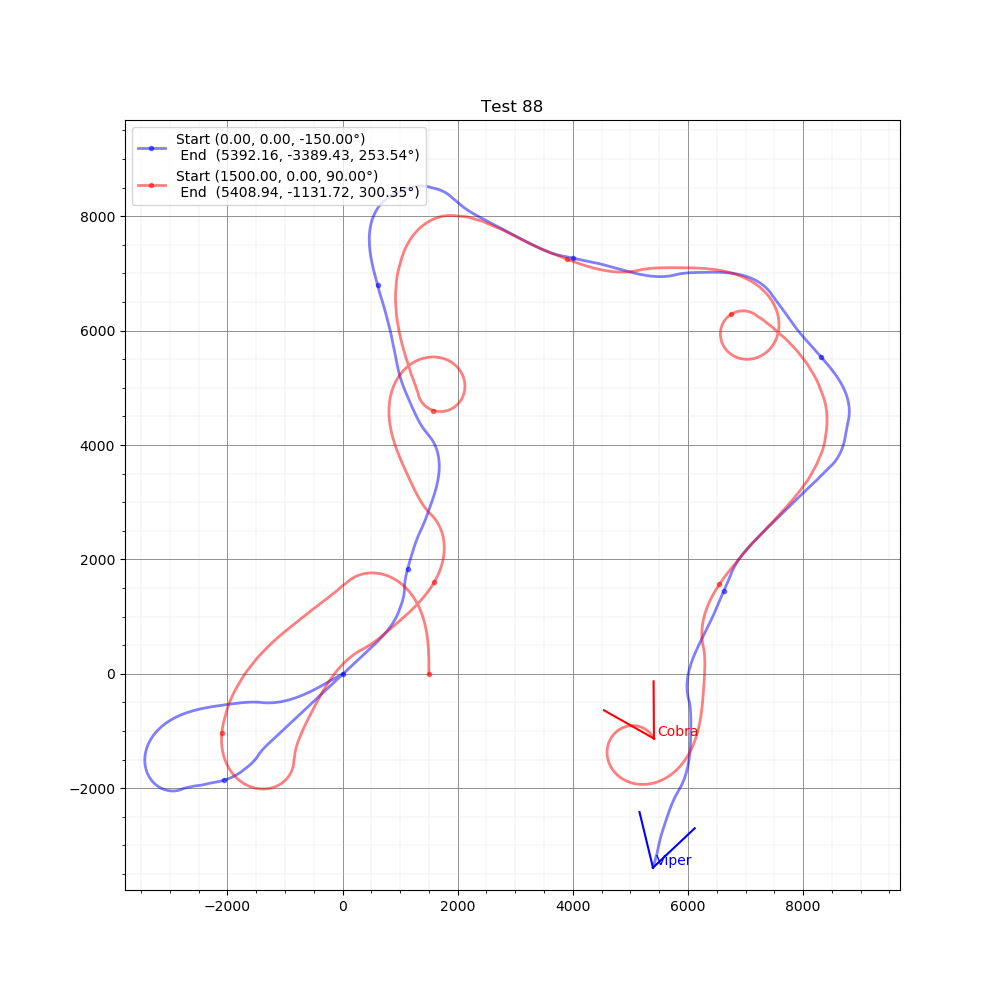 Test 88
Start (0.00, 0.00, -150.00°)
End (5392.16, -3389.43, 253.54°)
Start (1500.00, 0.00, 90.00°)
End (5408.94, -1131.72, 300.35°)
8000
6000
4000
2000
0
−2000
Cobra
Viper
−2000 0 2000 4000 6000 8000